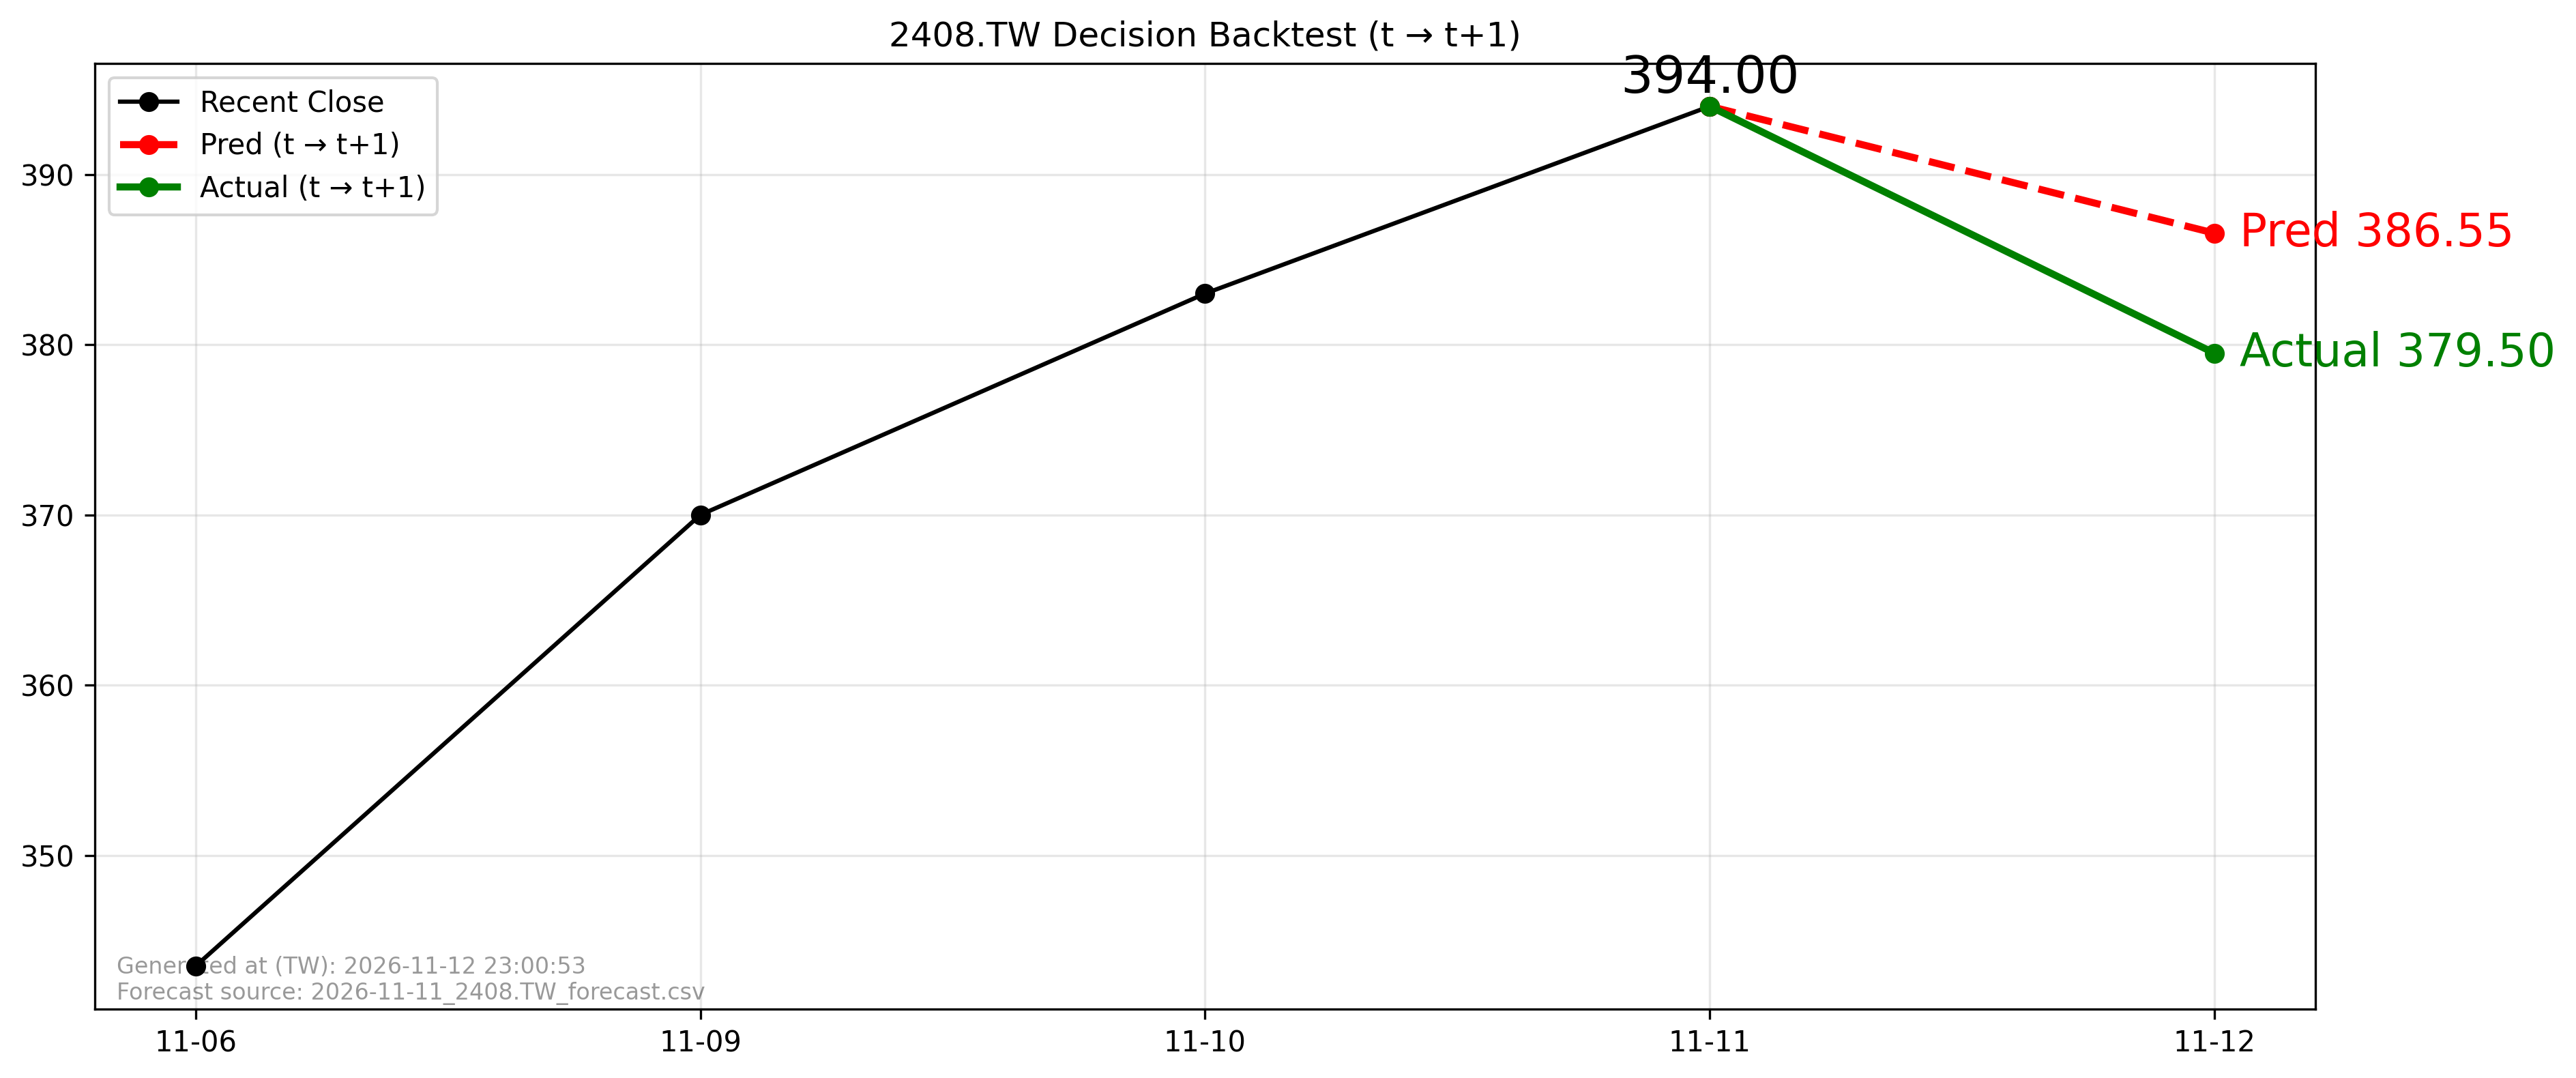 2408.TW Decision Backtest (t → t+1)
394.00
Recent Close
Pred (t → t+1)
Actual (t → t+1)
390
380
370
360
350
Pred 386.55
Actual 379.50
Generated at (TW): 2026-11-12 23:00:53
Forecast source: 2026-11-11_2408.TW_forecast.csv
11-06
11-09
11-10
11-11
11-12